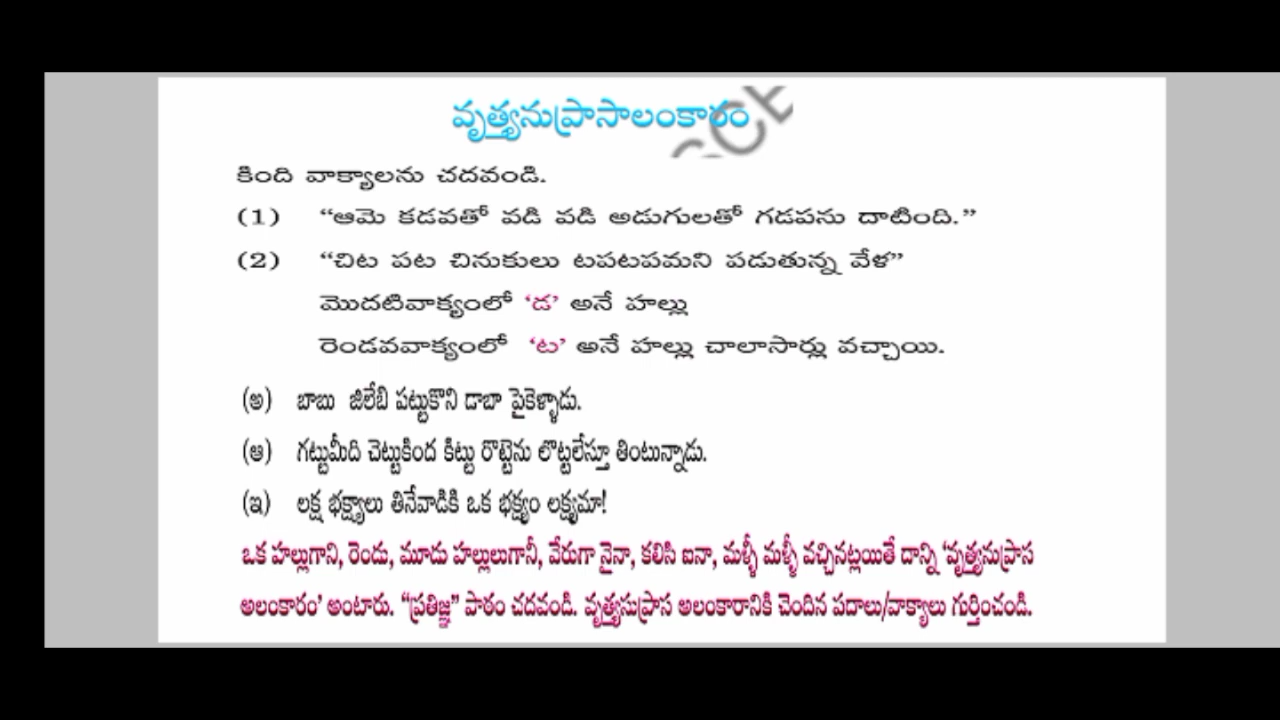 వృత్త్యనుప్రాసాలంకారం
కింది వాక్యాలను చదవండి.
(1) “ఆమె కడవతో వడి వడి అడుగులతో గడపను దాటింది.”
(2) “చిట పట చినుకులు టపటపమని పడుతున్న వేళ”
మొదటివాక్యంలో ‘డ’ అనే హల్లు
రెండవవాక్యంలో ‘ట’ అనే హల్లు చాలాసార్లు వచ్చాయి.
(అ) బాబు జిలేబి పట్టుకొని డాబా పైకెళ్ళాడు.
(ఆ) గట్టుమీది చెట్టుకింద కిట్టు రొట్టెను లొట్టలేస్తూ తింటున్నాడు.
(ఇ) లక్ష భక్ష్యాలు తినేవాడికి ఒక భక్ష్యం లక్ష్యమా!
ఒక హల్లుగాని, రెండు, మూడు హల్లులుగానీ, వేరుగా నైనా, కలిసి ఐనా, మళ్ళీ మళ్ళీ వచ్చినట్లయితే దాన్ని ‘వృత్త్యనుప్రాస
అలంకారం’ అంటారు. “ప్రతిజ్ఞ” పాఠం చదవండి. వృత్త్యనుప్రాస అలంకారానికి చెందిన పదాలు/వాక్యాలు గుర్తించండి.